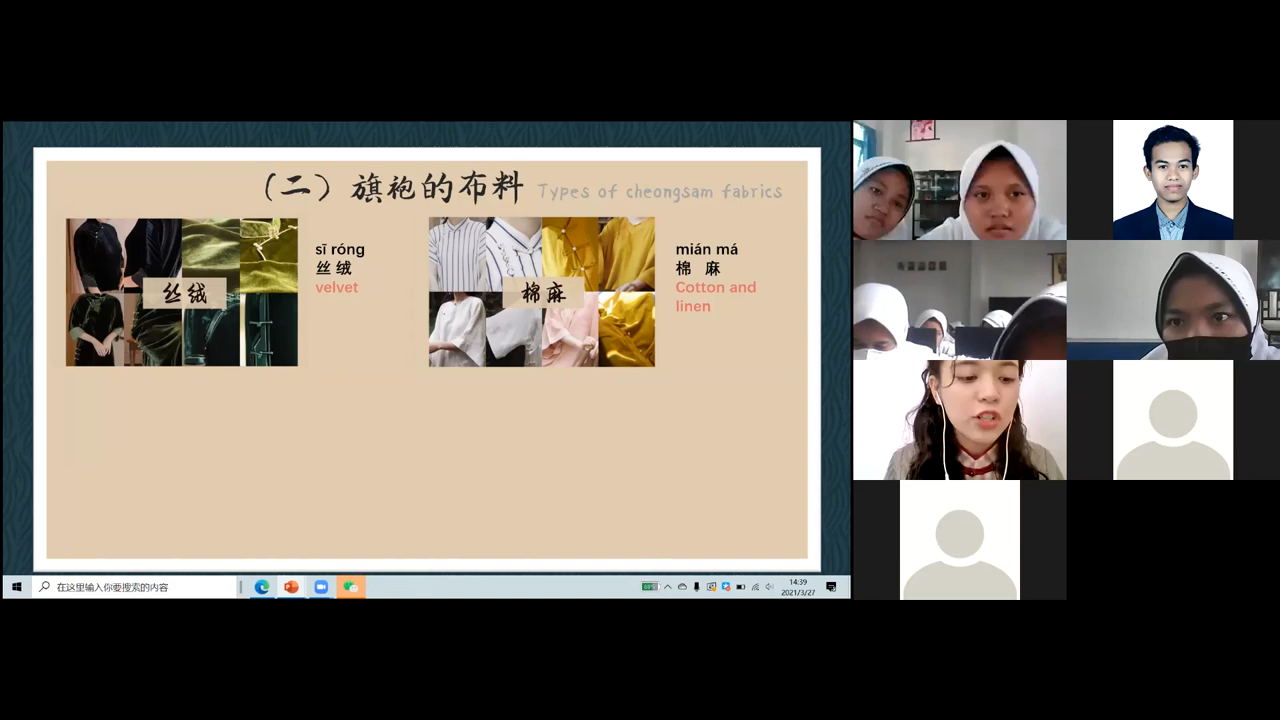 （二）旗袍的布料 Types of cheongsam fabrics
丝绒
sī róng
丝 绒
velvet
棉麻
mián má
棉 麻
Cotton and
linen
在这里输入你要搜索的内容
14:39
2021/3/27